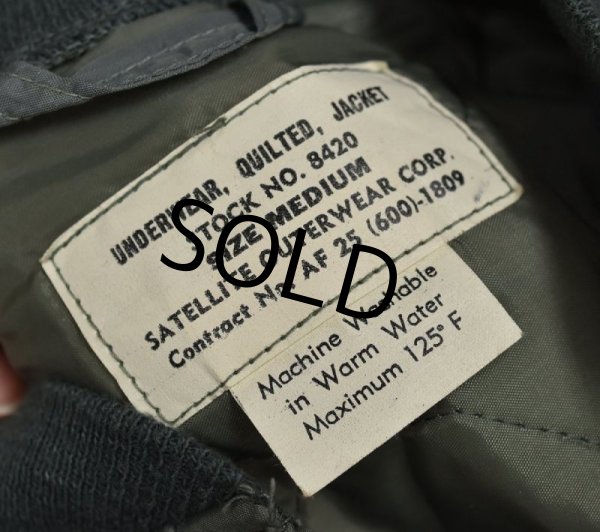 UNDERWEAR, QUILTED, JACKET
STOCK NO. 8420
SIZE MEDIUM
SATELLITE OUTERWEAR CORP.
Contract No. AF 25 (600)-1809
Machine Washable
in Warm Water
Maximum 125° F
SOLD